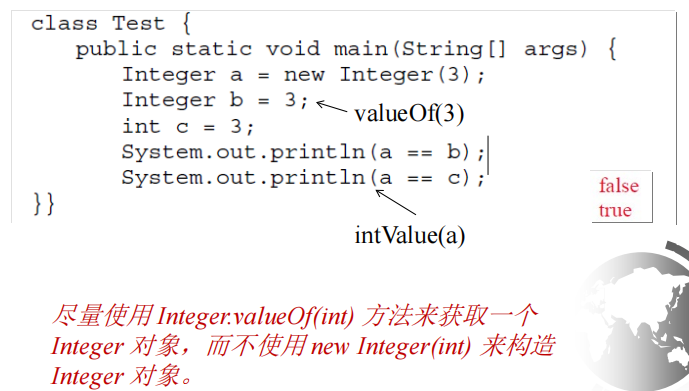 class Test {
public static void main(String[] args) {
Integer a = new Integer(3);
Integer b = 3;
valueOf(3)
int c = 3;
System.out.println(a == b);
System.out.println(a == c);
}}
false
true
intValue(a)
尽量使用 Integer.valueOf(int) 方法来获取一个
Integer 对象，而不使用 new Integer(int) 来构造
Integer 对象。